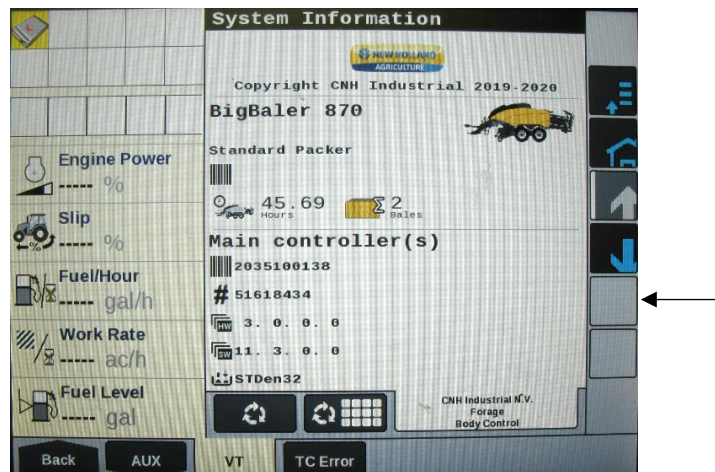 System Information
NEW HOLLAND
AGRICULTURE
Copyright CNH Industrial 2019-2020
BigBaler 870
Standard Packer
45.69
Hours
Σ 2
Bales
Main controller(s)
2035100138
# 51618434
HW 3. 0. 0. 0
SW 11. 3. 0. 0
STDen32
Engine Power
----- %
Slip
----- %
%
Fuel/Hour
----- gal/h
Work Rate
----- ac/h
Fuel Level
----- gal
CNH Industrial N.V.
Forage
Body Control
Back
AUX
VT
TC Error